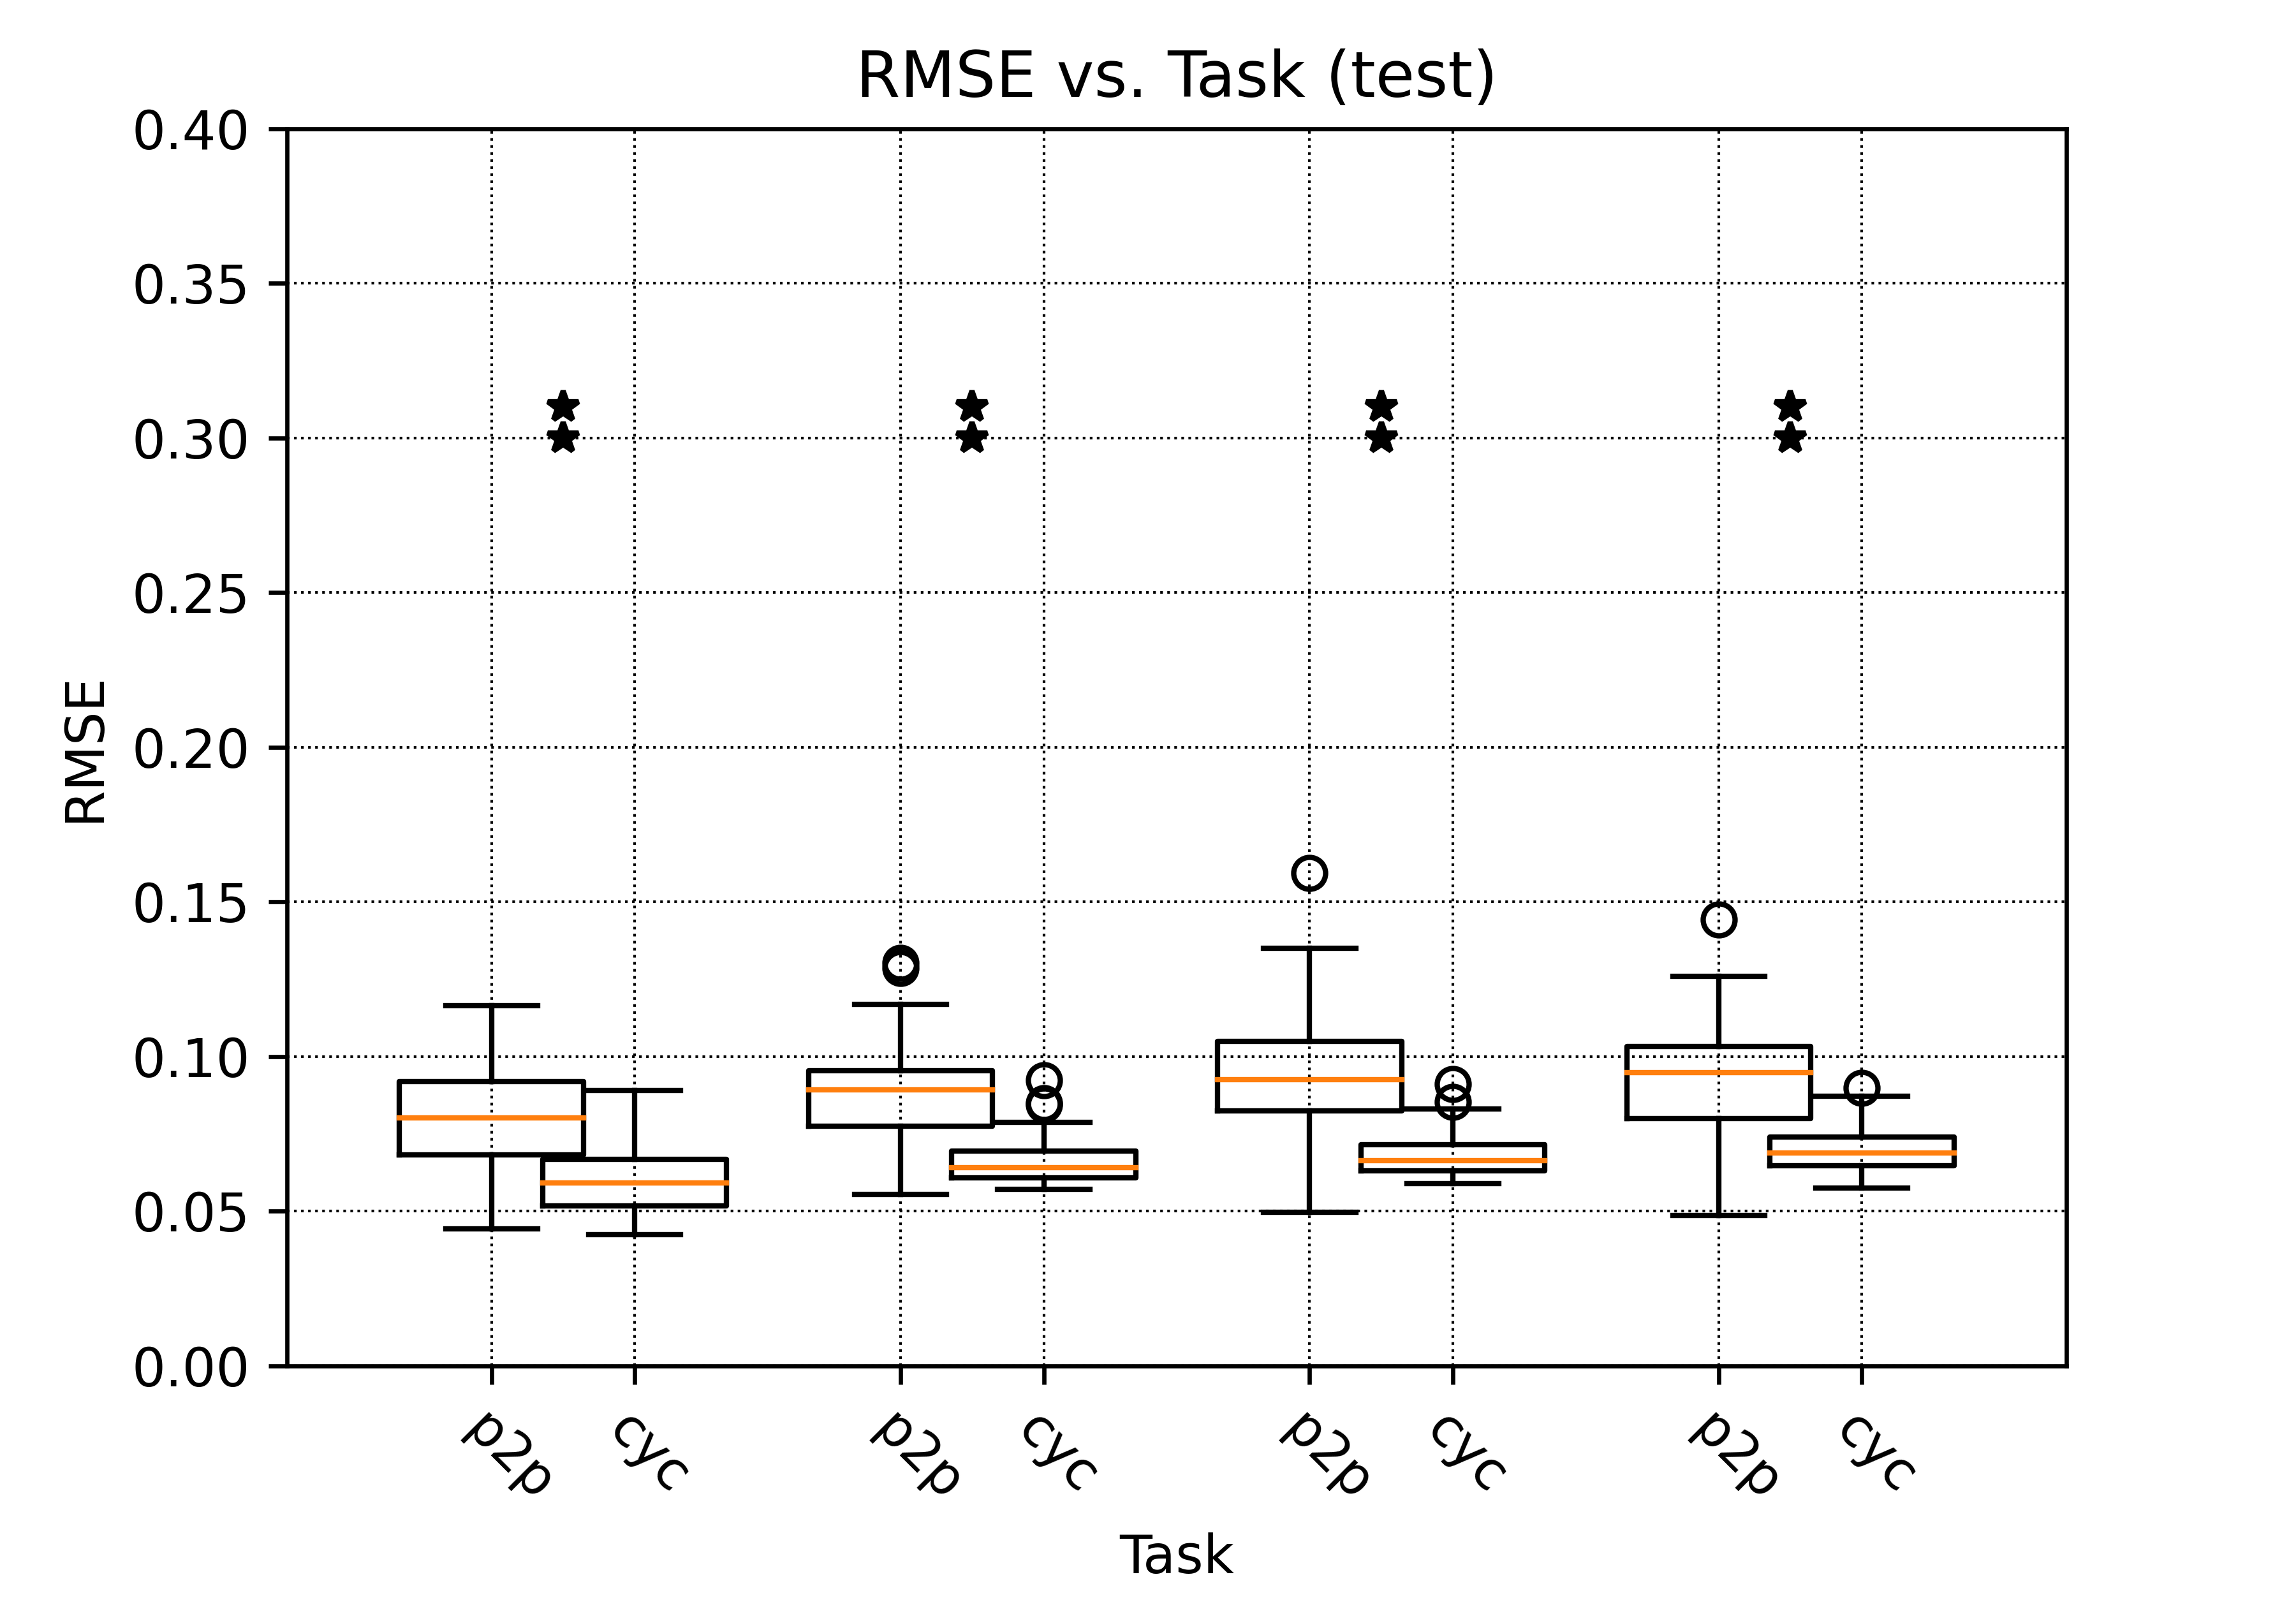 RMSE vs. Task (test)
0.40
0.35
0.30
0.25
0.20
0.15
0.10
0.05
0.00
RMSE
p2p cyc p2p cyc p2p cyc p2p cyc
Task